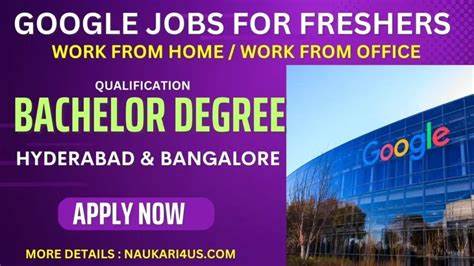 GOOGLE JOBS FOR FRESHERS
WORK FROM HOME / WORK FROM OFFICE
QUALIFICATION
BACHELOR DEGREE
HYDERABAD & BANGALORE
Google
APPLY NOW
MORE DETAILS : NAUKARI4US.COM